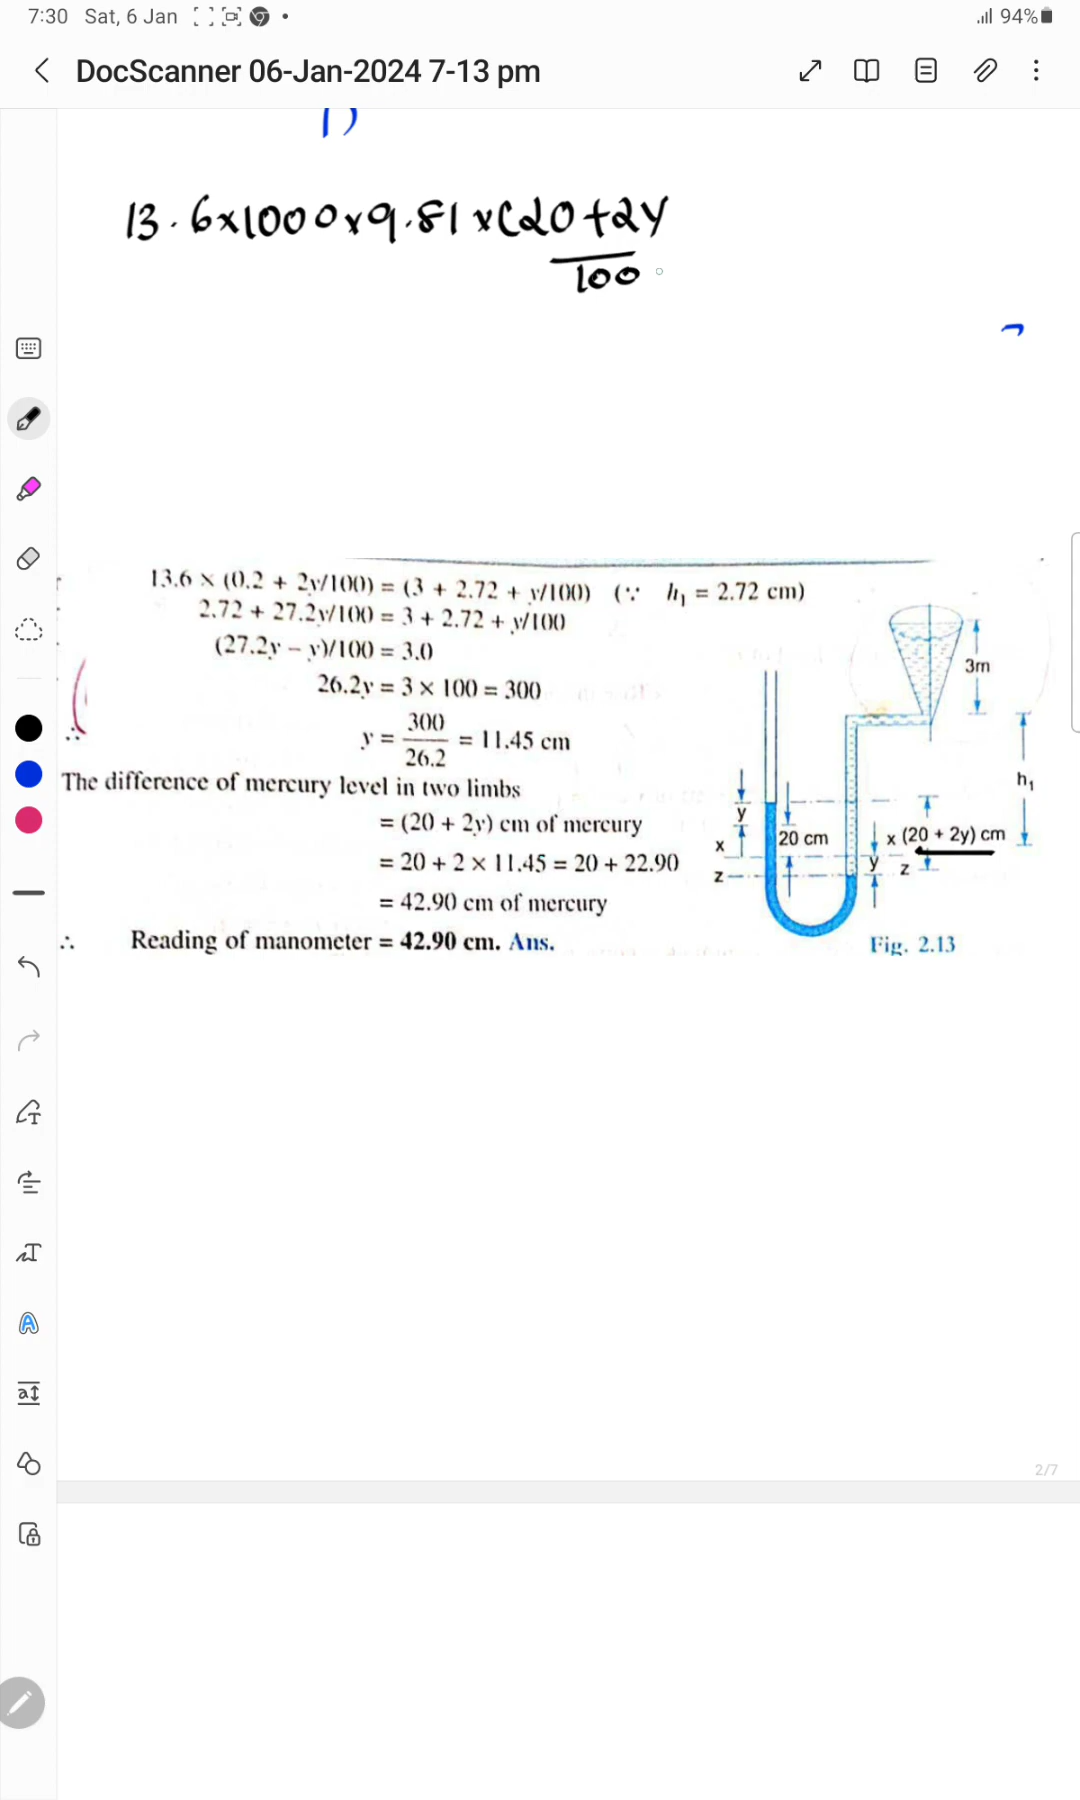 7:30 Sat, 6 Jan
94%
DocScanner 06-Jan-2024 7-13 pm
13.6x1000x9.81x(20+2Y
100
13.6 × (0.2 + 2y/100) = (3 + 2.72 + y/100) (∵ h₁ = 2.72 cm)
2.72 + 27.2y/100 = 3 + 2.72 + y/100
(27.2y – y)/100 = 3.0
26.2y = 3 × 100 = 300
∴ y = 300/26.2 = 11.45 cm
The difference of mercury level in two limbs
= (20 + 2y) cm of mercury
= 20 + 2 × 11.45 = 20 + 22.90
= 42.90 cm of mercury
∴ Reading of manometer = 42.90 cm. Ans.
3m
h₁
y
20 cm
x (20 + 2y) cm
x
y
z
z
Fig. 2.13
2/7